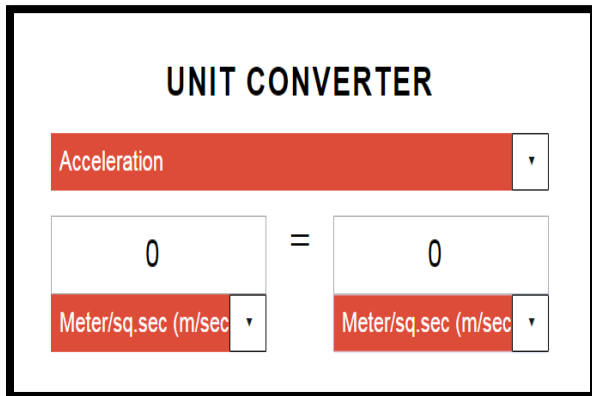 UNIT CONVERTER
Acceleration
0 = 0
Meter/sq.sec (m/sec Meter/sq.sec (m/sec